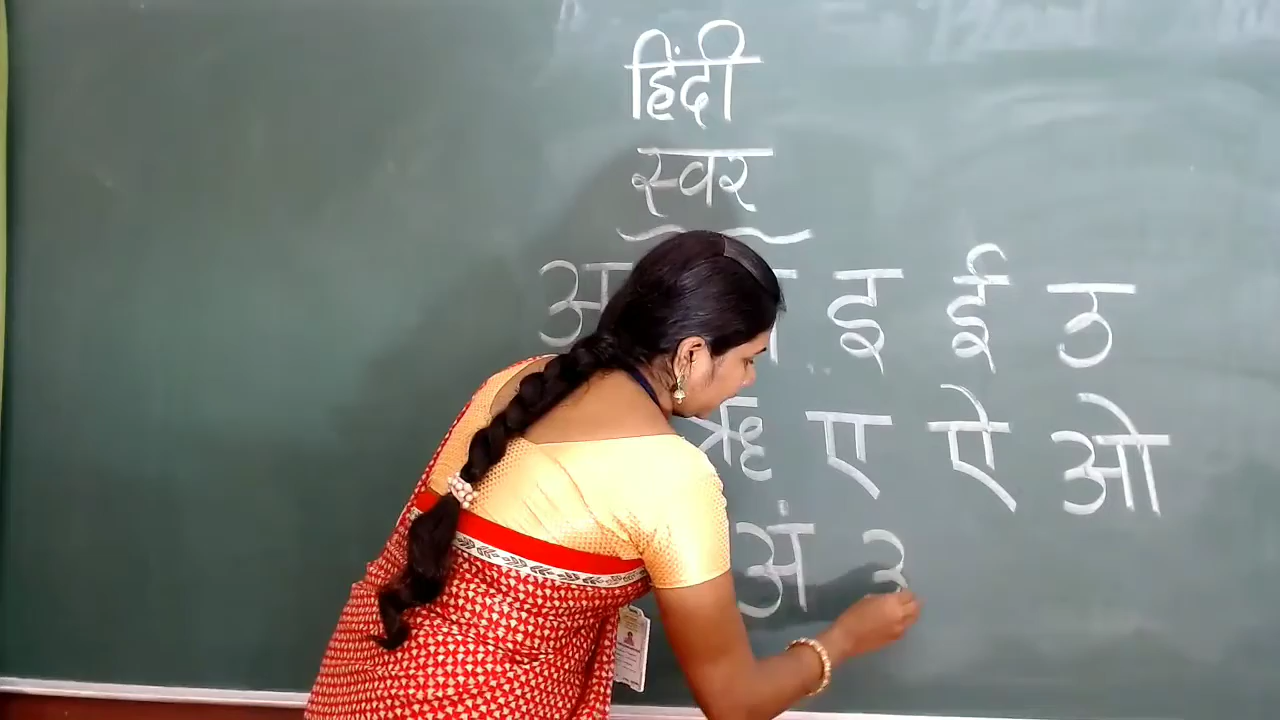 हिंदी
स्वर
अ इ ई उ
ऋ ए ऐ ओ
अं